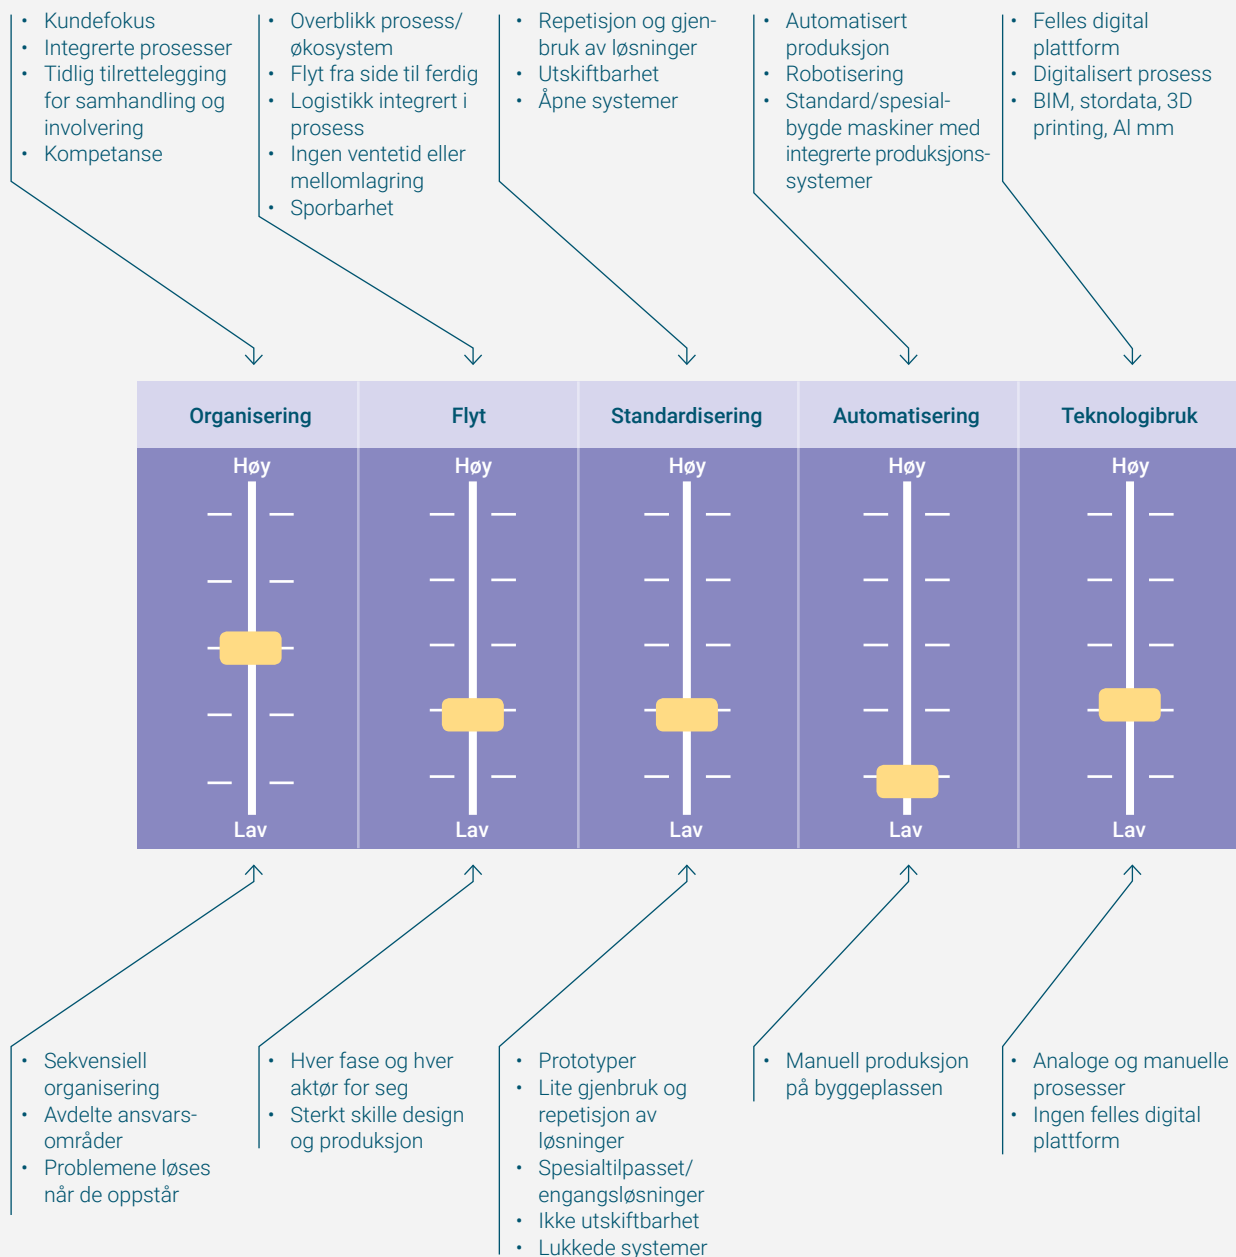 • Kundefokus
• Integrerte prosesser
• Tidlig tilrettelegging
for samhandling og
involvering
• Kompetanse
• Overblikk prosess/
økosystem
• Flyt fra side til ferdig
• Logistikk integrert i
prosess
• Ingen ventetid eller
mellomlagring
• Sporbarhet
• Repetisjon og gjen-
bruk av løsninger
• Utskiftbarhet
• Åpne systemer
• Automatisert
produksjon
• Robotisering
• Standard/spesial-
bygde maskiner med
integrerte produksjons-
systemer
• Felles digital
plattform
• Digitalisert prosess
• BIM, stordata, 3D
printing, Al mm
Organisering
Flyt
Standardisering
Automatisering
Teknologibruk
Høy
Høy
Høy
Høy
Høy
Lav
Lav
Lav
Lav
Lav
• Sekvensiell
organisering
• Avdelte ansvars-
områder
• Problemene løses
når de oppstår
• Hver fase og hver
aktør for seg
• Sterkt skille design
og produksjon
• Prototyper
• Lite gjenbruk og
repetisjon av
løsninger
• Spesialtilpasset/
engangsløsninger
• Ikke utskiftbarhet
• Lukkede systemer
• Manuell produksjon
på byggeplassen
• Analoge og manuelle
prosesser
• Ingen felles digital
plattform